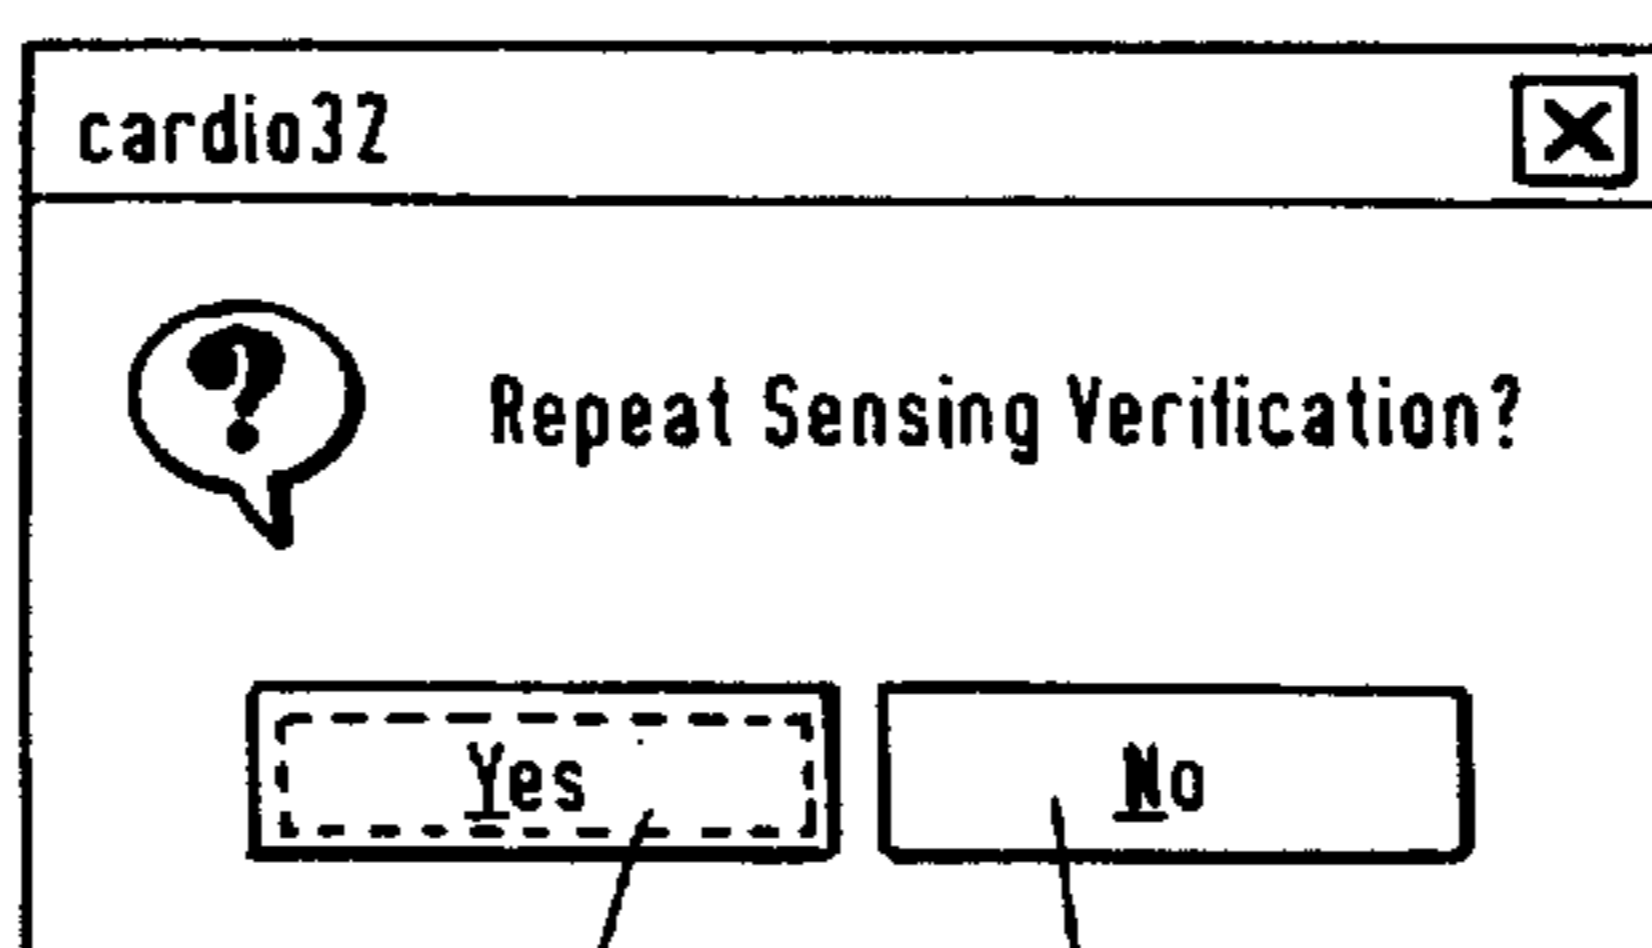 cardio32
?
Repeat Sensing Verification?
Yes No